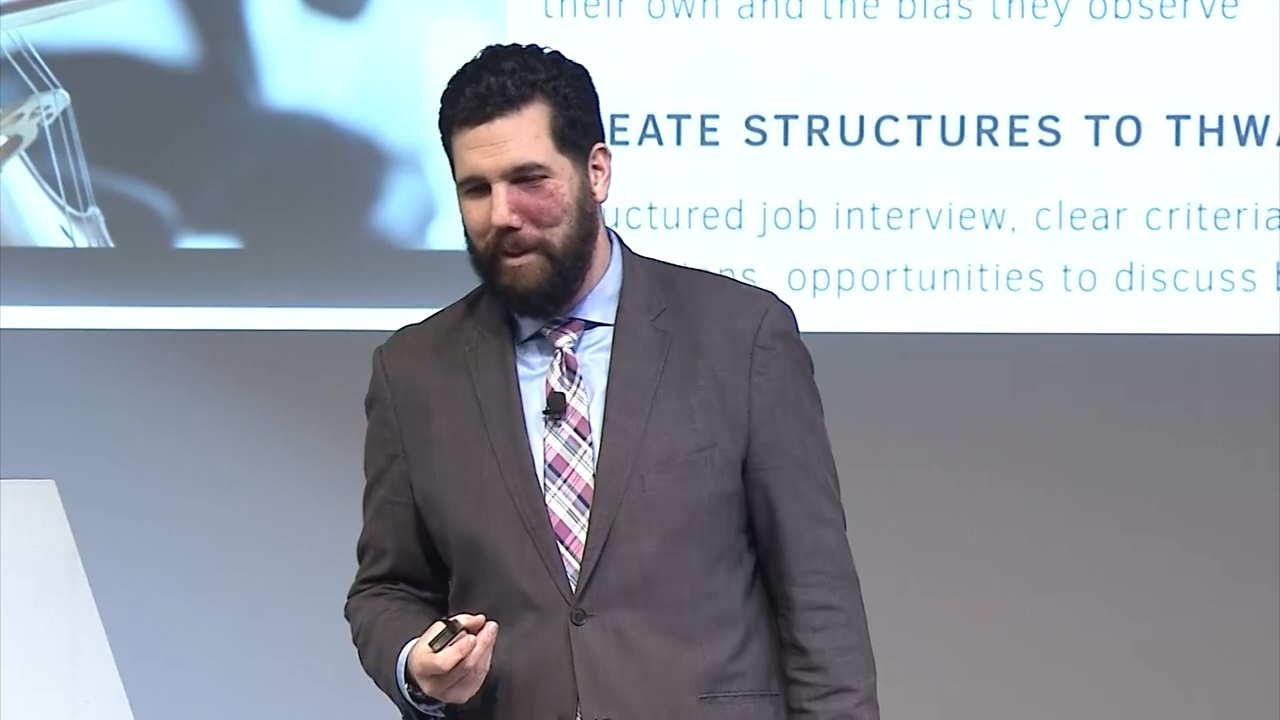 their own and the bias they observe
EATE STRUCTURES TO THWA
uctured job interview, clear criteria
ons, opportunities to discuss b